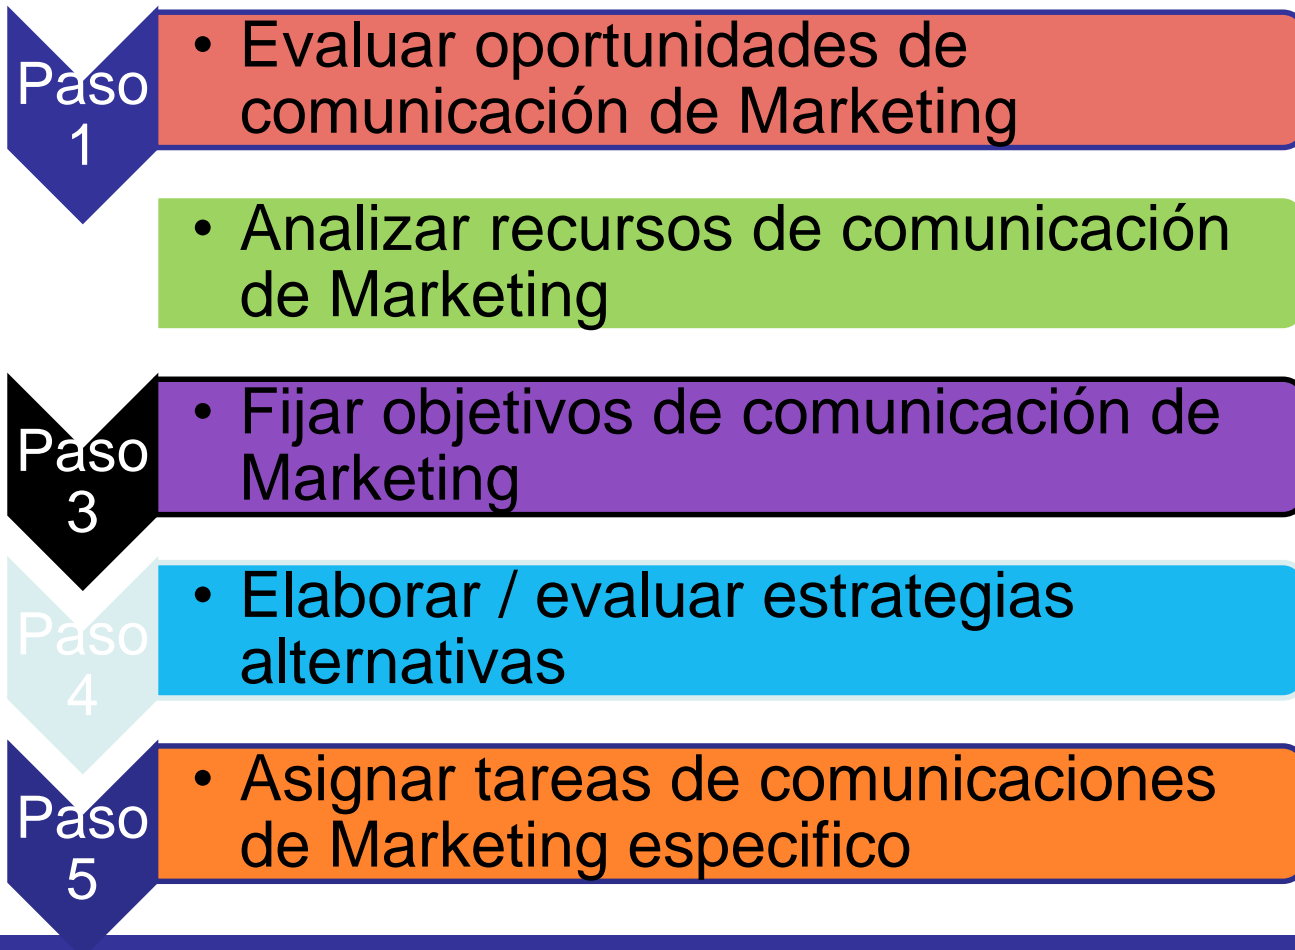 Paso
1
• Evaluar oportunidades de
comunicación de Marketing
• Analizar recursos de comunicación
de Marketing
Paso
3
• Fijar objetivos de comunicación de
Marketing
Paso
4
• Elaborar / evaluar estrategias
alternativas
Paso
5
• Asignar tareas de comunicaciones
de Marketing especifico